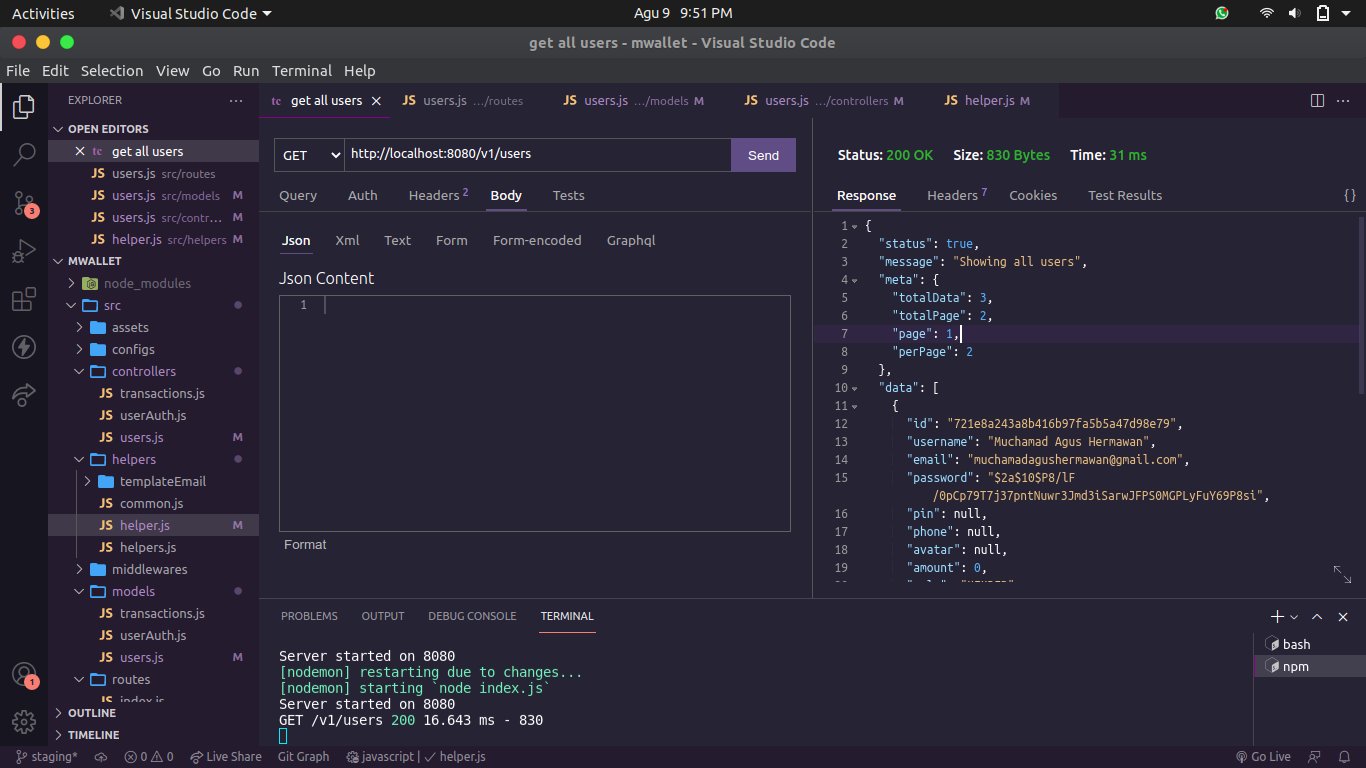 Activities
Visual Studio Code
Agu 9 9:51 PM
get all users - mwallet - Visual Studio Code
File Edit Selection View Go Run Terminal Help
EXPLORER
OPEN EDITORS
tc get all users
JS users.js src/routes
JS users.js src/models M
JS users.js src/contr... M
JS helper.js src/helpers M
MWALLET
node_modules
src
assets
configs
controllers
JS transactions.js
JS userAuth.js
JS users.js M
helpers
templateEmail
JS common.js
JS helper.js M
JS helpers.js
middlewares
models
JS transactions.js
JS userAuth.js
JS users.js M
routes
JS index.js
OUTLINE
TIMELINE
3
1
tc get all users
JS users.js .../routes
JS users.js .../models M
JS users.js .../controllers M
JS helper.js M
GET http://localhost:8080/v1/users Send
Query Auth Headers 2 Body Tests
Json Xml Text Form Form-encoded Graphql
Json Content
1
Format
Status: 200 OK Size: 830 Bytes Time: 31 ms
Response Headers 7 Cookies Test Results {}
1 {
2 "status": true,
3 "message": "Showing all users",
4 "meta": {
5 "totalData": 3,
6 "totalPage": 2,
7 "page": 1,
8 "perPage": 2
9 },
10 "data": [
11 {
12 "id": "721e8a243a8b416b97fa5b5a47d98e79",
13 "username": "Muchamad Agus Hermawan",
14 "email": "muchamadagushermawan@gmail.com",
15 "password": "$2a$10$P8/lF
/0pCp79T7j37pntNuwr3Jmd3iSarwJFPS0MGPLyFuY69P8si",
16 "pin": null,
17 "phone": null,
18 "avatar": null,
19 "amount": 0,
PROBLEMS OUTPUT DEBUG CONSOLE TERMINAL
Server started on 8080
[nodemon] restarting due to changes...
[nodemon] starting `node index.js`
Server started on 8080
GET /v1/users 200 16.643 ms - 830
bash
npm
staging* 0 0 Live Share Git Graph javascript | helper.js Go Live